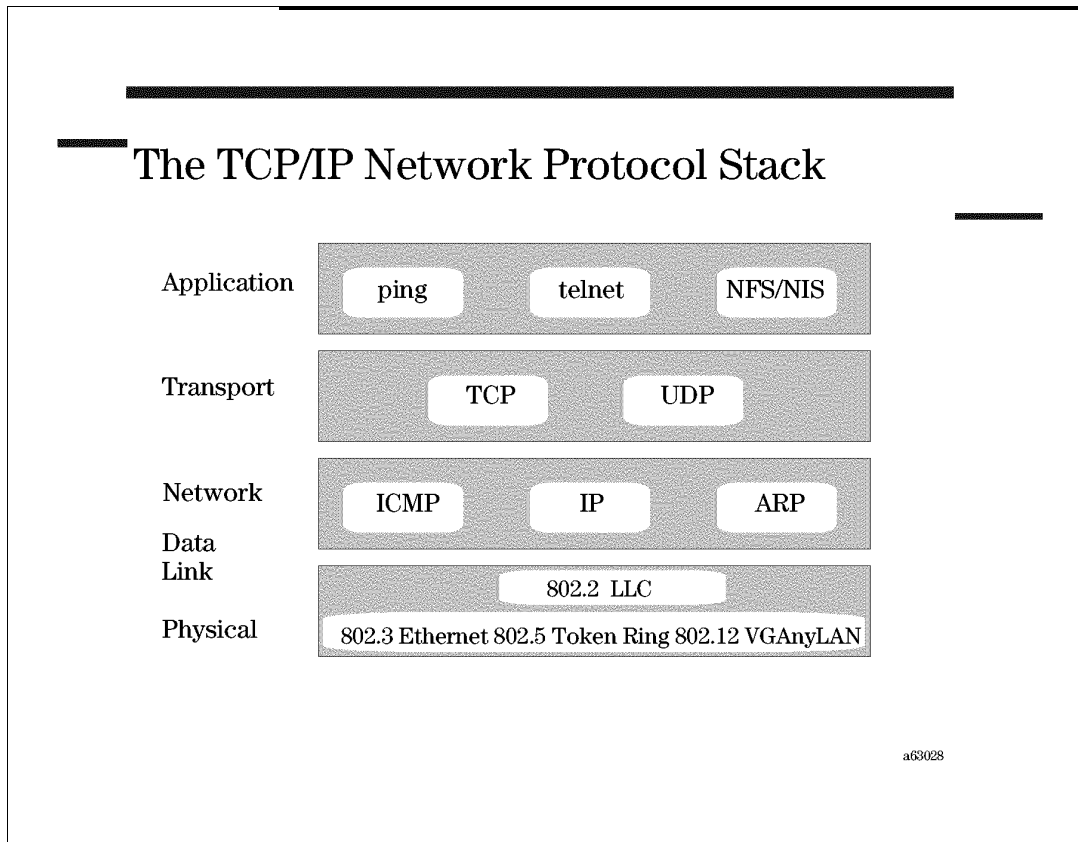 The TCP/IP Network Protocol Stack
Application
ping
telnet
NFS/NIS
Transport
TCP
UDP
Network
ICMP
IP
ARP
Data
Link
802.2 LLC
Physical
802.3 Ethernet 802.5 Token Ring 802.12 VGAnyLAN
a63028